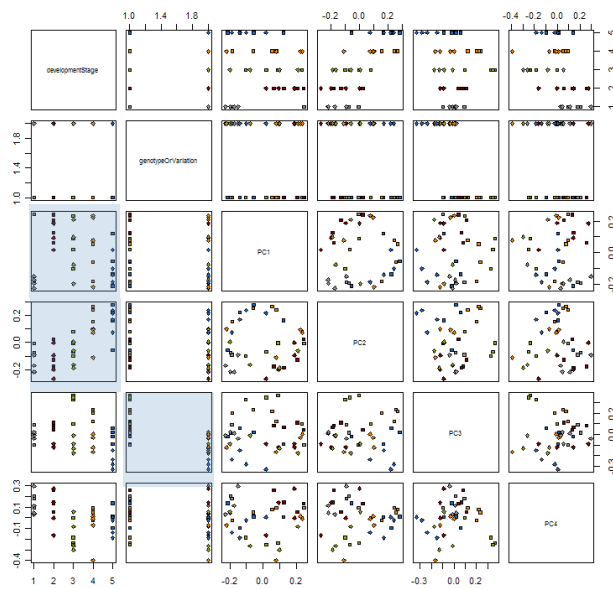 1.0 1.4 1.8
-0.2 0.0 0.2
-0.4 -0.2 0.0 0.2
developmentStage
1 2 3 4 5
1.0 1.4 1.8
genotypeOrVariation
PC1
-0.2 0.0 0.2
-0.2 0.0 0.2
PC2
PC3
-0.3 0.0 0.2
-0.4 -0.1 0.1 0.3
PC4
1 2 3 4 5
-0.2 0.0 0.2
-0.3 0.0 0.2